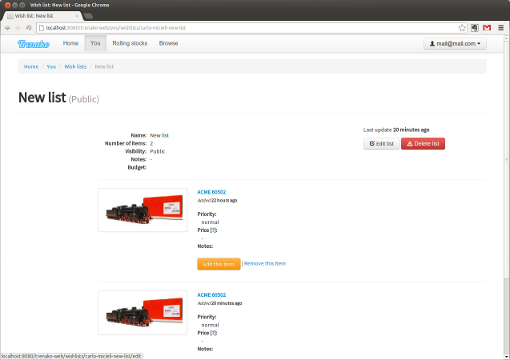 Wish list: New list - Google Chrome
Wish list: New list
localhost:8080/trenako-web/you/wishlists/carlo-miceli-new-list
Trenako Home You Rolling stocks Browse mail@mail.com
Home / You / Wish lists / New list
New list (Public)
Last update 20 minutes ago
Edit list Delete list
Name: New list
Number of items: 2
Visibility: Public
Notes: -
Budget:
ACME 60502
Added 22 hours ago
Priority:
normal
Price [?]:
-
Notes:
Edit this item | Remove this item
ACME 60502
Added 20 minutes ago
Priority:
normal
Price [?]:
-
Notes:
localhost:8080/trenako-web/wishlists/carlo-miceli-new-list/edit